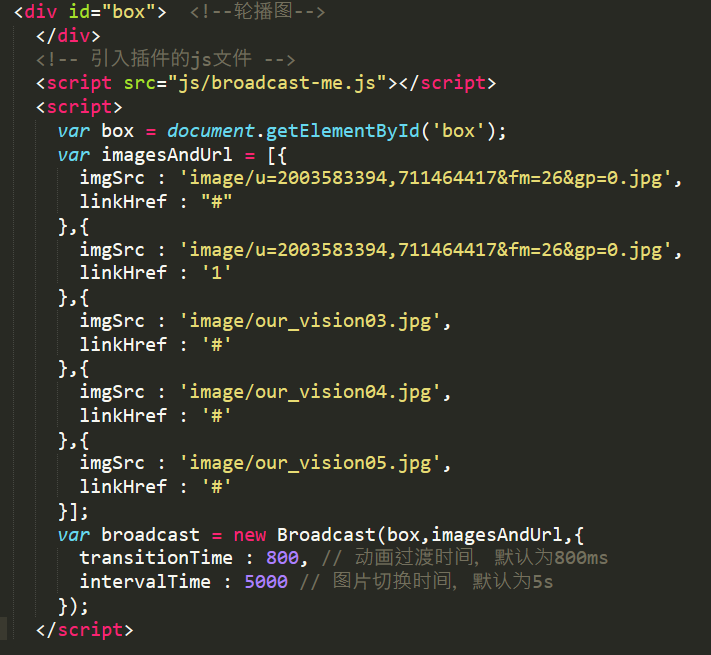 <div id="box">  <!--轮播图-->
  </div>
  <!-- 引入插件的js文件 -->
  <script src="js/broadcast-me.js"></script>
  <script>
    var box = document.getElementById('box');
    var imagesAndUrl = [{
      imgSrc : 'image/u=2003583394,711464417&fm=26&gp=0.jpg',
      linkHref : "#"
    },{
      imgSrc : 'image/u=2003583394,711464417&fm=26&gp=0.jpg',
      linkHref : '1'
    },{
      imgSrc : 'image/our_vision03.jpg',
      linkHref : '#'
    },{
      imgSrc : 'image/our_vision04.jpg',
      linkHref : '#'
    },{
      imgSrc : 'image/our_vision05.jpg',
      linkHref : '#'
    }];
    var broadcast = new Broadcast(box,imagesAndUrl,{
      transitionTime : 800, // 动画过渡时间, 默认为800ms
      intervalTime : 5000 // 图片切换时间, 默认为5s
    });
  </script>